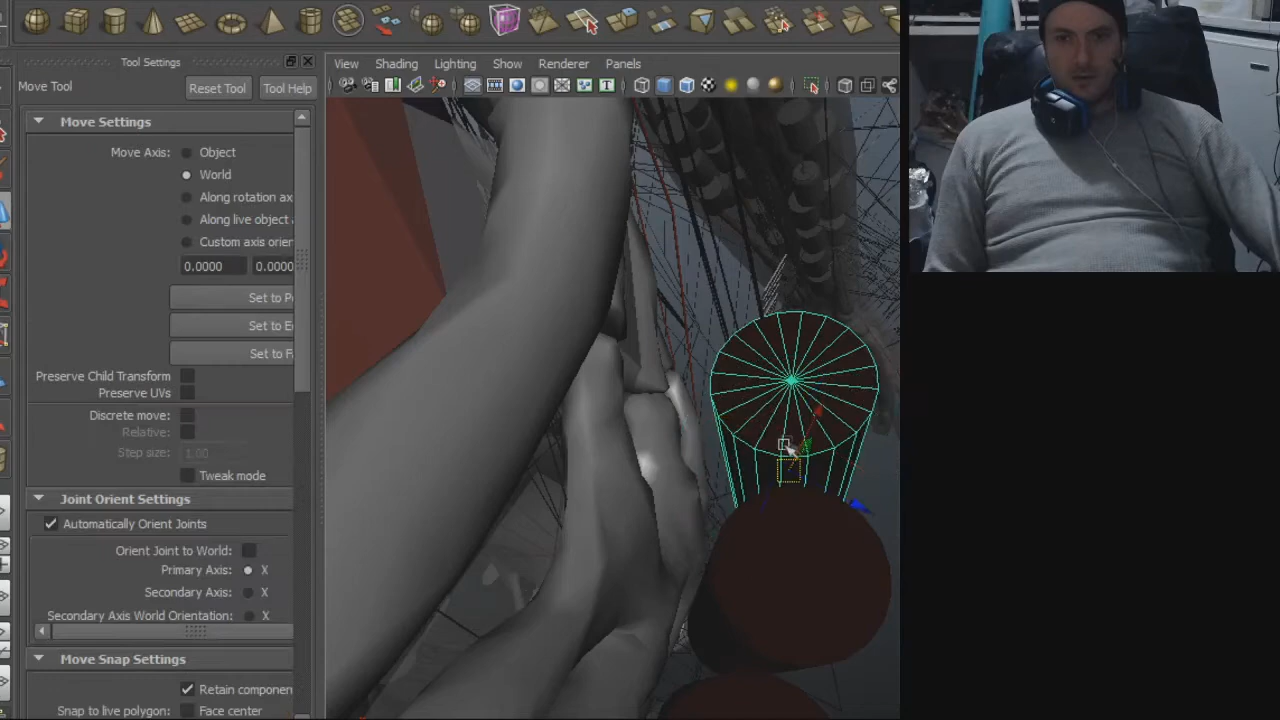 Tool Settings
View Shading Lighting Show Renderer Panels
Move Tool
Reset Tool
Tool Help
Move Settings
Move Axis: Object
World
Along rotation ax
Along live object a
Custom axis orien
0.0000 0.0000
Set to P
Set to E
Set to F
Preserve Child Transform
Preserve UVs
Discrete move:
Relative:
Step size: 1.00
Tweak mode
Joint Orient Settings
Automatically Orient Joints
Orient Joint to World:
Primary Axis: X
Secondary Axis: X
Secondary Axis World Orientation: X
Move Snap Settings
Retain componen
Snap to live polygon: Face center